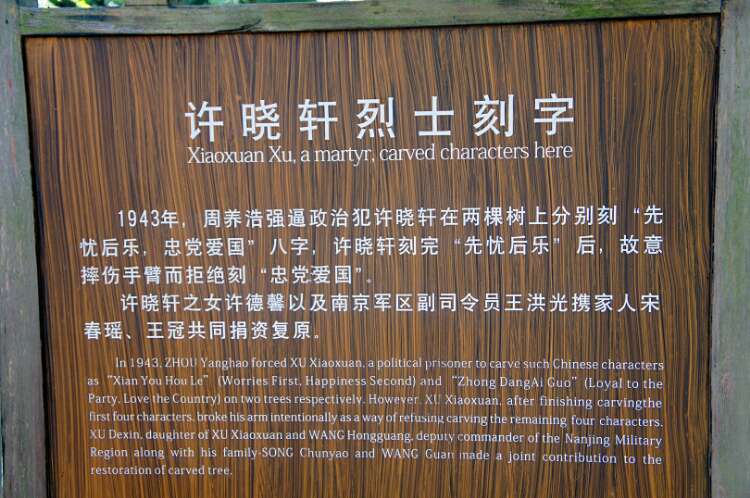 许晓轩烈士刻字
Xiaoxuan Xu, a martyr, carved characters here
1943年，周养浩强逼政治犯许晓轩在两棵树上分别刻“先
忧后乐，忠党爱国”八字，许晓轩刻完“先忧后乐”后，故意
摔伤手臂而拒绝刻“忠党爱国”。
许晓轩之女许德馨以及南京军区副司令员王洪光携家人宋
春瑶、王冠共同捐资复原。
In 1943, ZHOU Yanghao forced XU Xiaoxuan, a political prisoner to carve such Chinese characters
as “Xian You Hou Le” (Worries First, Happiness Second) and “Zhong DangAi Guo” (Loyal to the
Party, Love the Country) on two trees respectively. However, XU Xiaoxuan, after finishing carvingthe
first four characters, broke his arm intentionally as a way of refusing carving the remaining four characters.
XU Dexin, daughter of XU Xiaoxuan and WANG Hongguang, deputy commander of the Nanjing Military
Region along with his family-SONG Chunyao and WANG Guan made a joint contribution to the
restoration of carved tree.